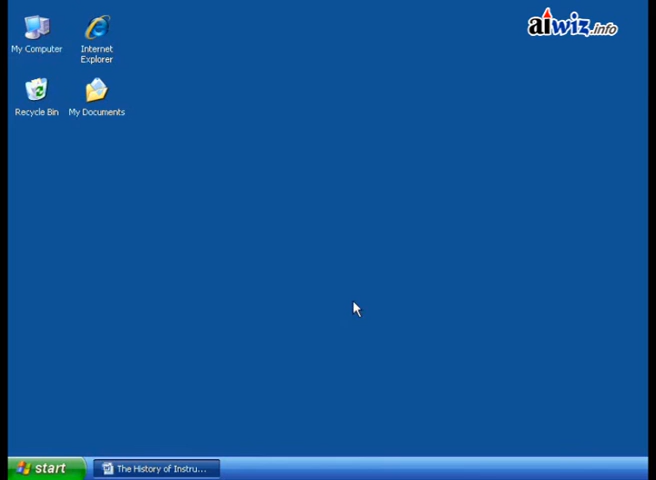 aiwiz.info
My Computer
Internet
Explorer
Recycle Bin
My Documents
start
The History of Instru...